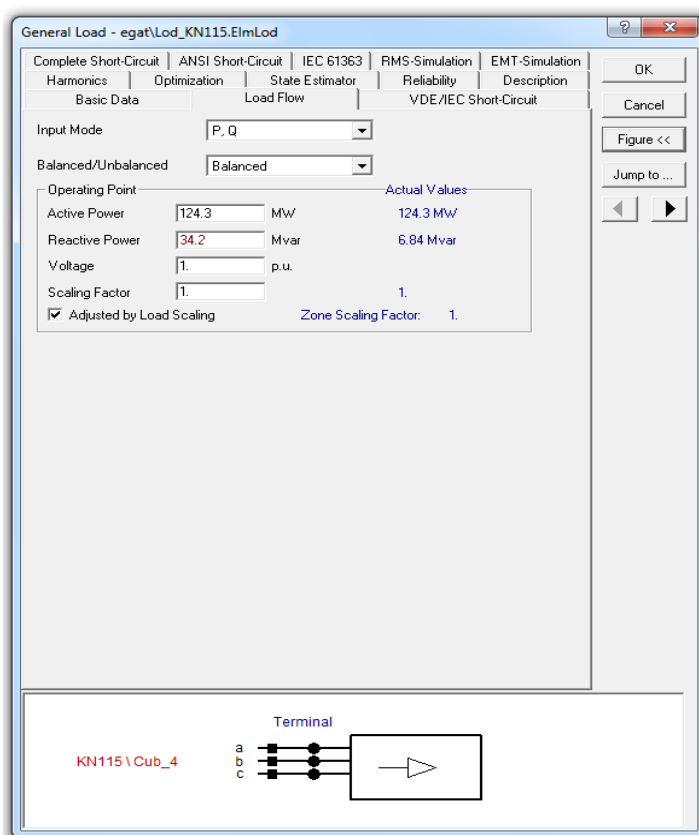 General Load - egat\Lod_KN115.ElmLod
Complete Short-Circuit ANSI Short-Circuit IEC 61363 RMS-Simulation EMT-Simulation
Harmonics Optimization State Estimator Reliability Description
Basic Data Load Flow VDE/IEC Short-Circuit
OK
Cancel
Figure <<
Jump to ...
Input Mode P, Q
Balanced/Unbalanced Balanced
Operating Point Actual Values
Active Power 124.3 MW 124.3 MW
Reactive Power 34.2 Mvar 6.84 Mvar
Voltage 1. p.u.
Scaling Factor 1. 1.
Adjusted by Load Scaling Zone Scaling Factor: 1.
Terminal
KN115 \ Cub_4
a
b
c